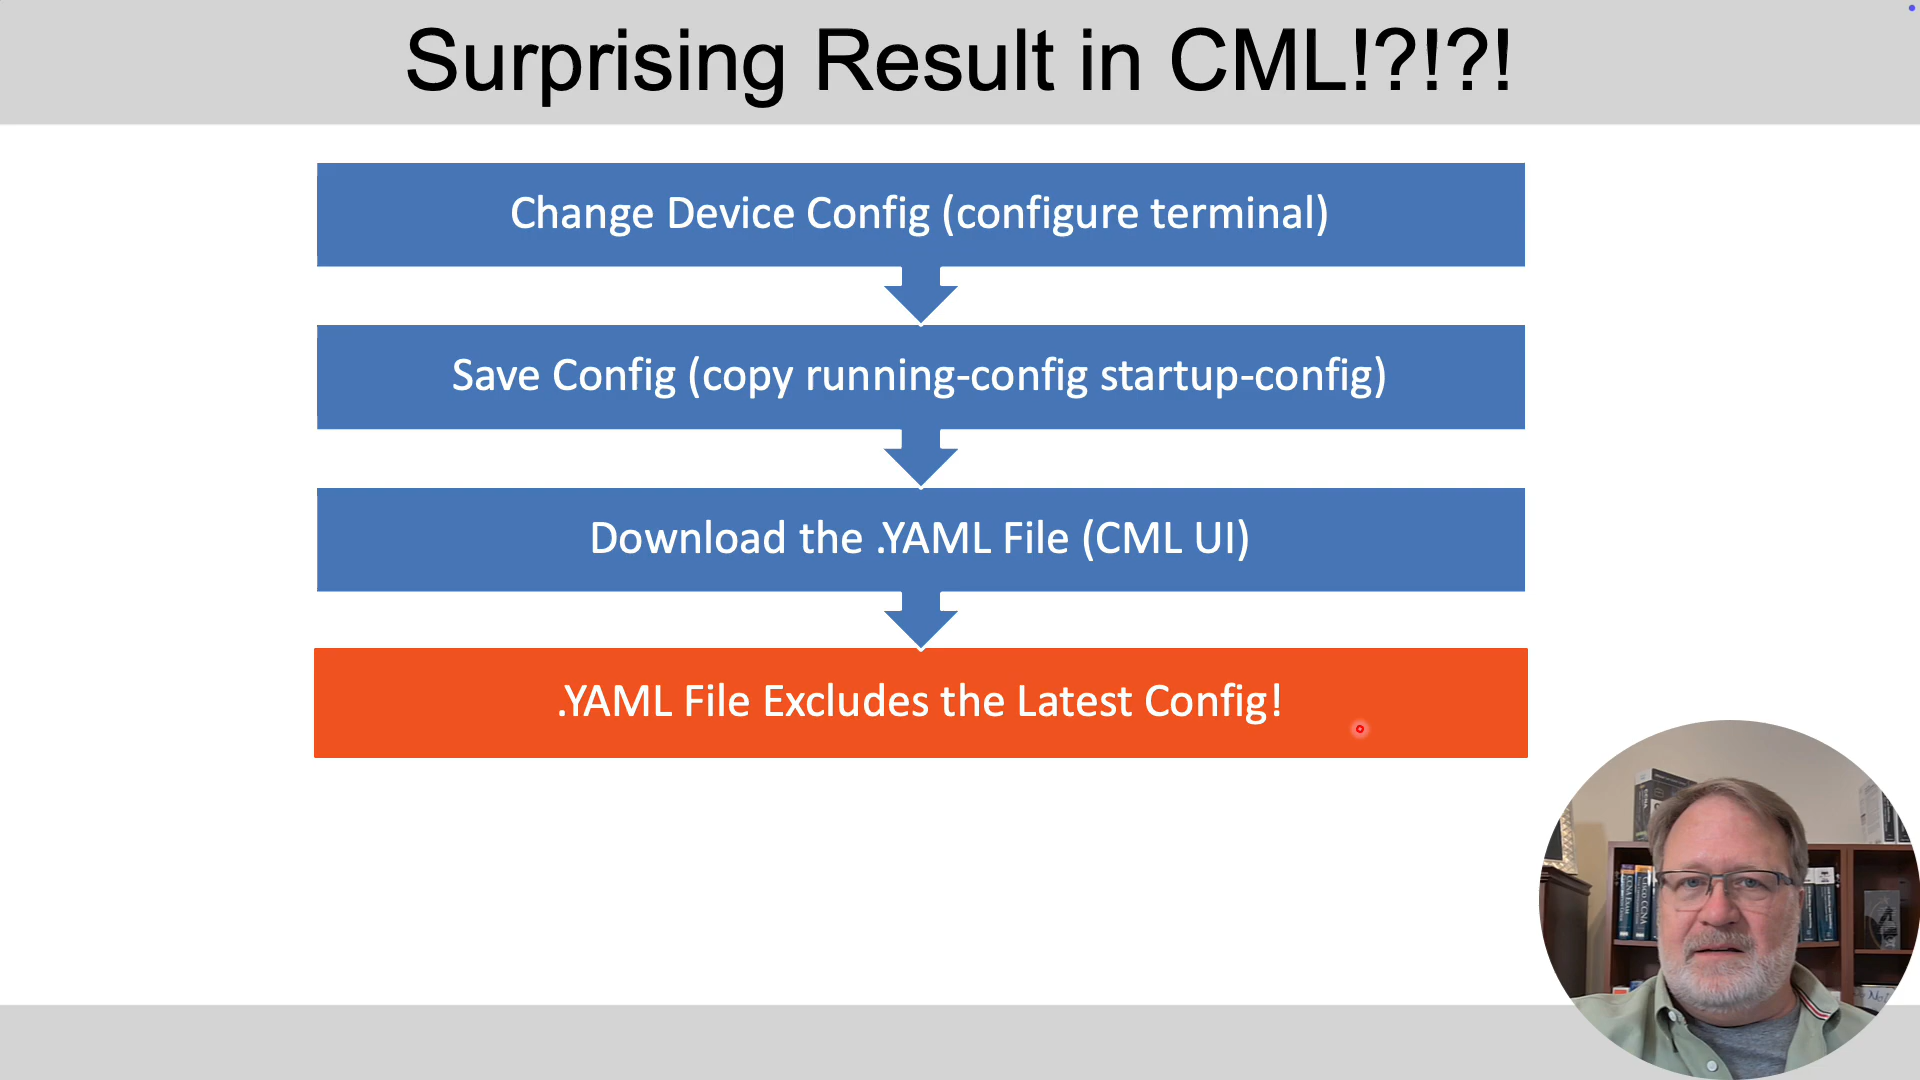 Surprising Result in CML!?!?!
Change Device Config (configure terminal)
Save Config (copy running-config startup-config)
Download the .YAML File (CML UI)
.YAML File Excludes the Latest Config!